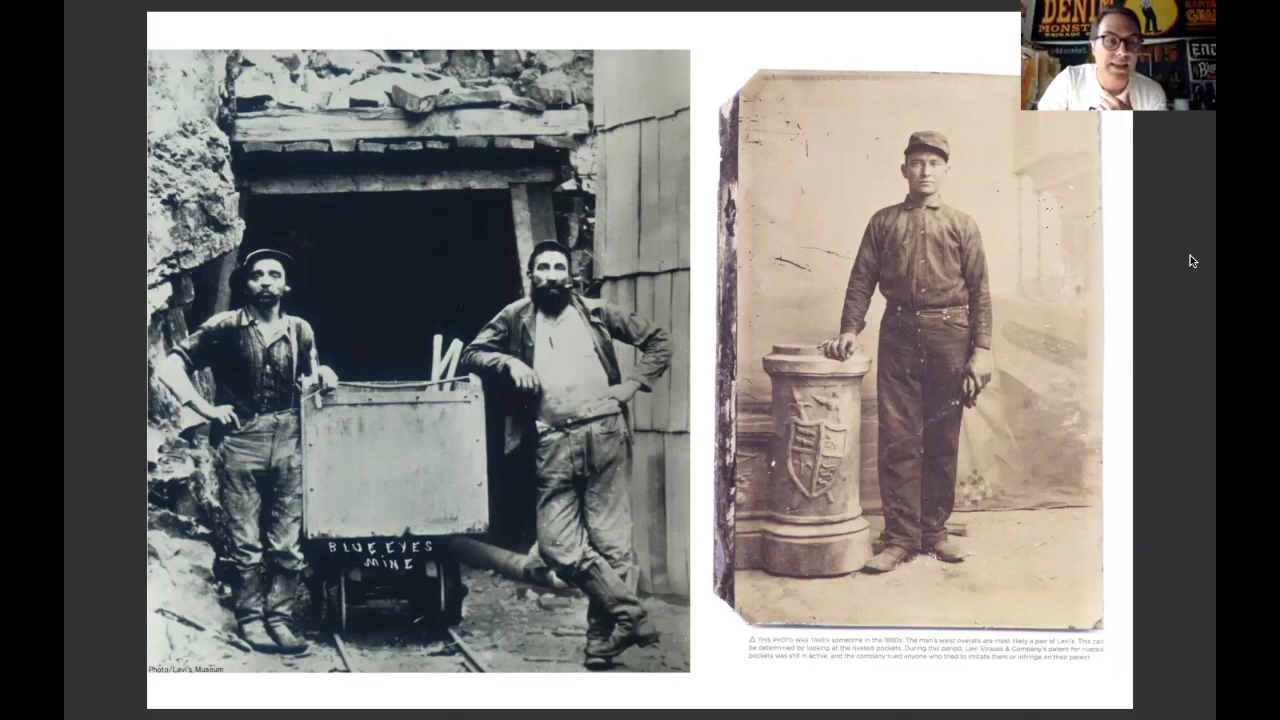 DENIM
MONST
BLUE EYES
MINE
Photo/Levi's Museum
△ THIS PHOTO WAS TAKEN sometime in the 1880s. The man's waist overalls are most likely a pair of Levi's. This can
be determined by looking at the riveted pockets. During this period, Levi Strauss & Company's patent for riveted
pockets was still in active, and the company sued anyone who tried to imitate them or infringe on their patent.